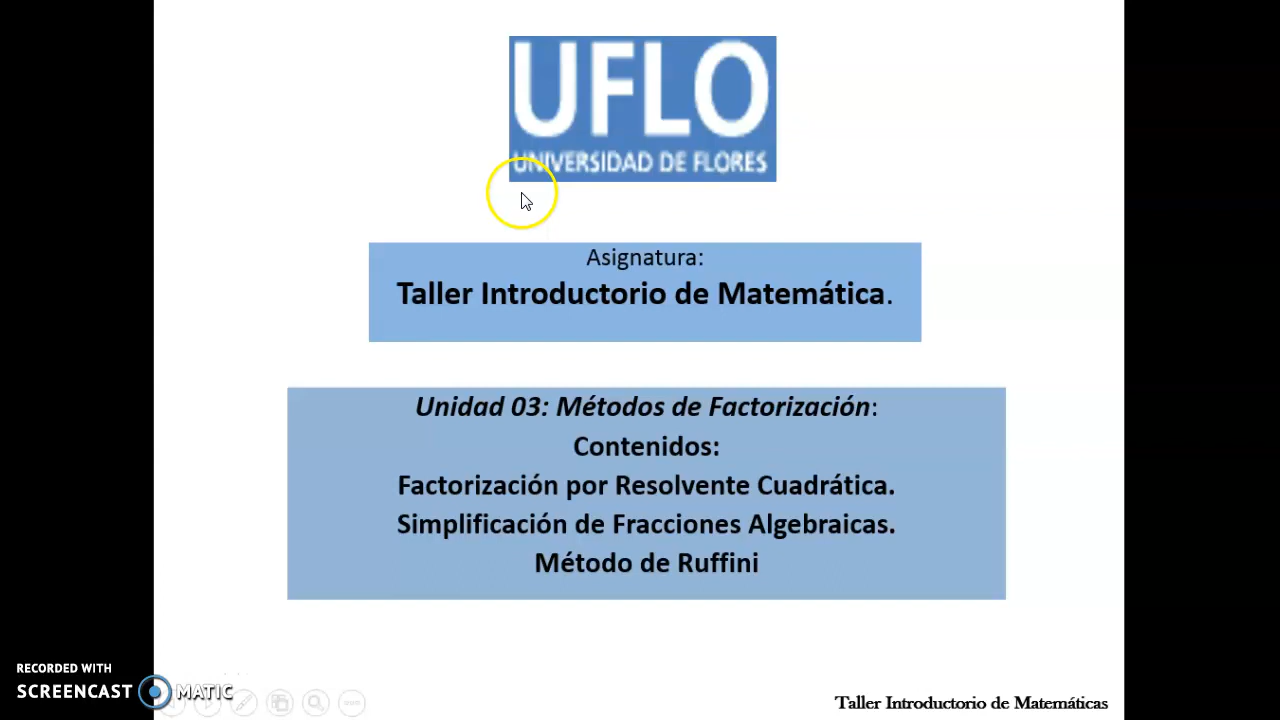 UFLO
UNIVERSIDAD DE FLORES
Asignatura:
Taller Introductorio de Matemática.
Unidad 03: Métodos de Factorización:
Contenidos:
Factorización por Resolvente Cuadrática.
Simplificación de Fracciones Algebraicas.
Método de Ruffini
RECORDED WITH
SCREENCAST MATIC
Taller Introductorio de Matemáticas